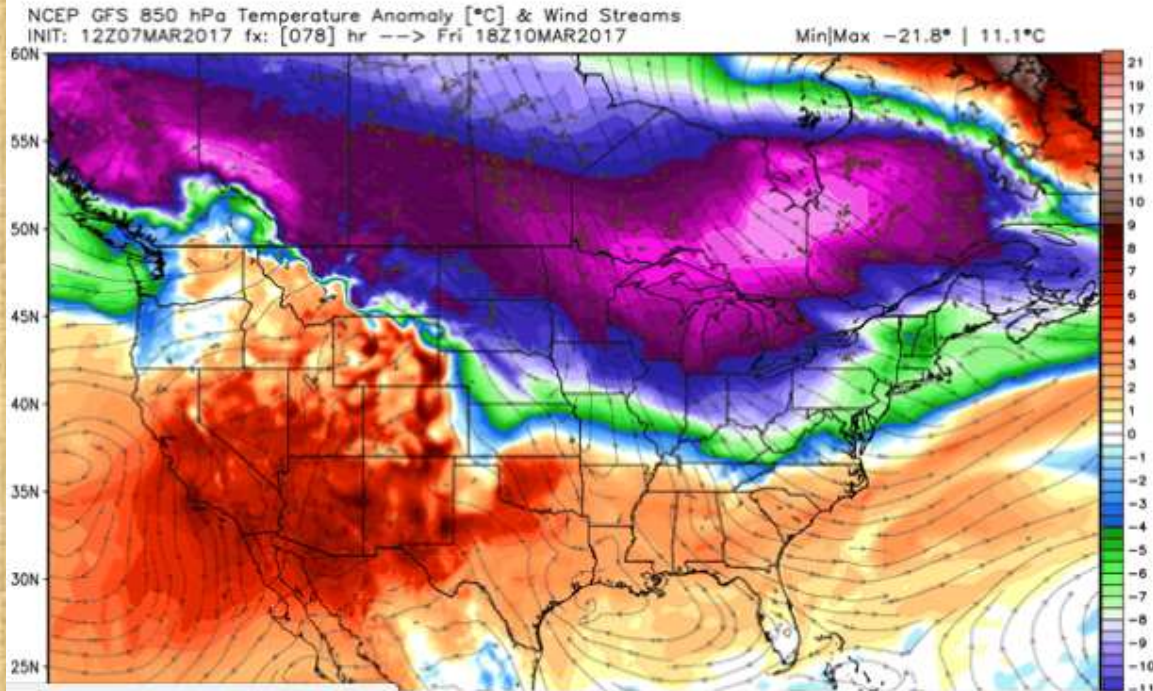 NCEP GFS 850 hPa Temperature Anomaly [°C] & Wind Streams
INIT: 12Z07MAR2017 fx: [078] hr --> Fri 18Z10MAR2017 Min|Max -21.8° | 11.1°C
60N
55N
50N
45N
40N
35N
30N
25N
21
19
17
15
13
11
10
9
8
7
6
5
4
3
2
1
0
-1
-2
-3
-4
-5
-6
-7
-8
-9
-10
-11